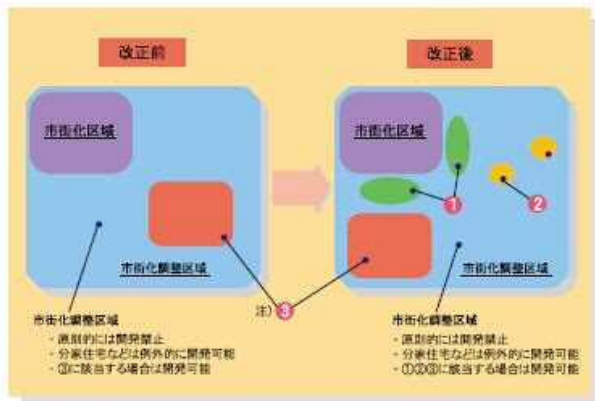 改正前
改正後
市街化区域
市街化区域
市街化調整区域
市街化調整区域
①
②
注)③
市街化調整区域
・原則的には開発禁止
・分家住宅などは例外的に開発可能
・③に該当する場合は開発可能
市街化調整区域
・原則的には開発禁止
・分家住宅などは例外的に開発可能
・①②③に該当する場合は開発可能